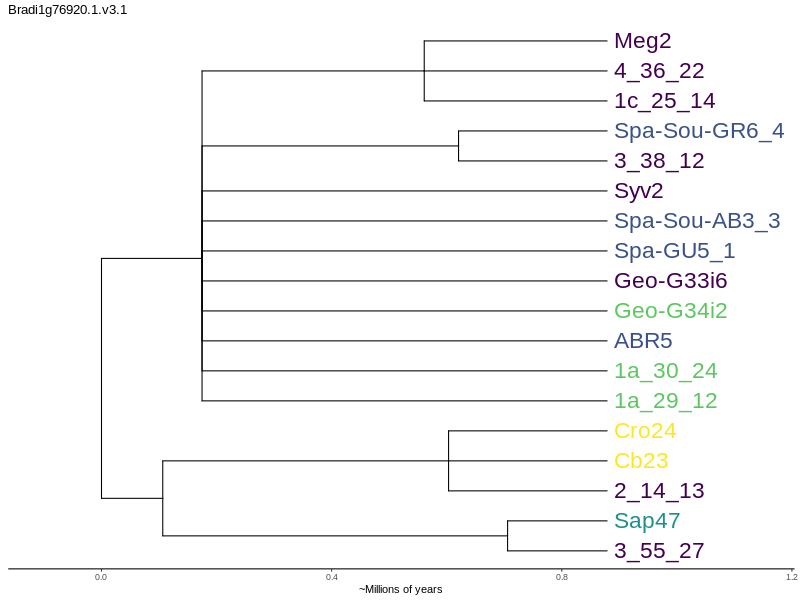 Bradi1g76920.1.v3.1
Meg2
4_36_22
1c_25_14
Spa-Sou-GR6_4
3_38_12
Syv2
Spa-Sou-AB3_3
Spa-GU5_1
Geo-G33i6
Geo-G34i2
ABR5
1a_30_24
1a_29_12
Cro24
Cb23
2_14_13
Sap47
3_55_27
0.0 0.4 0.8 1.2
~Millions of years